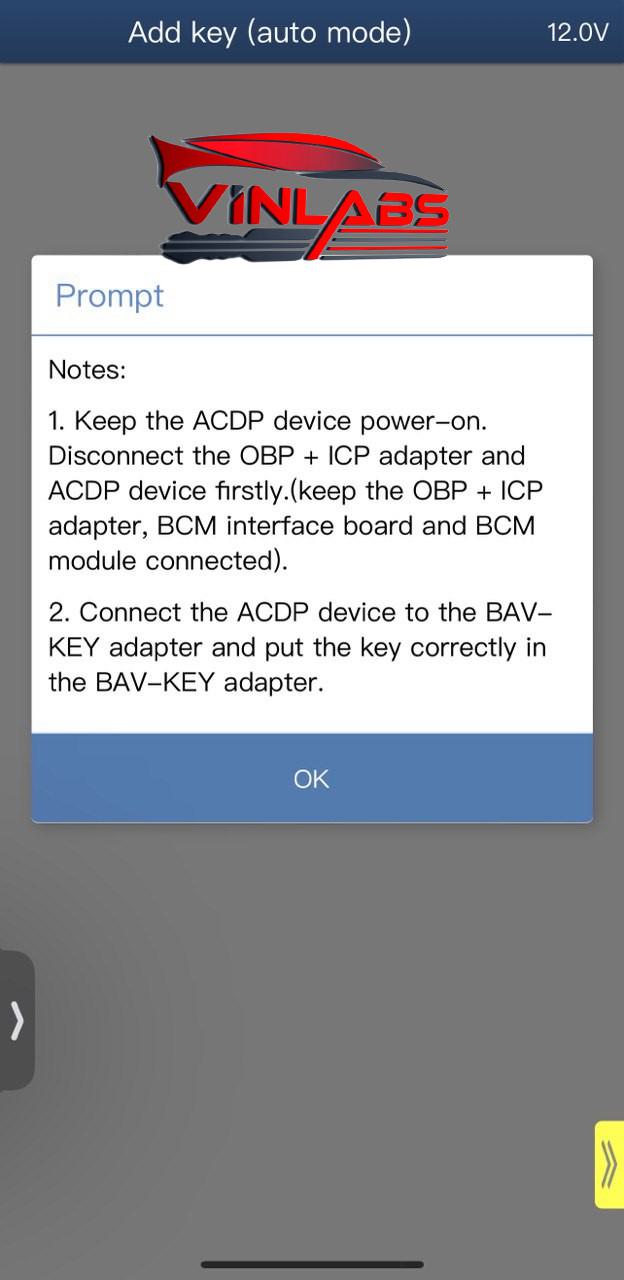 Add key (auto mode)
12.0V
ViNLABS
Prompt
Notes:
1. Keep the ACDP device power-on.
Disconnect the OBP + ICP adapter and
ACDP device firstly.(keep the OBP + ICP
adapter, BCM interface board and BCM
module connected).
2. Connect the ACDP device to the BAV-
KEY adapter and put the key correctly in
the BAV-KEY adapter.
OK